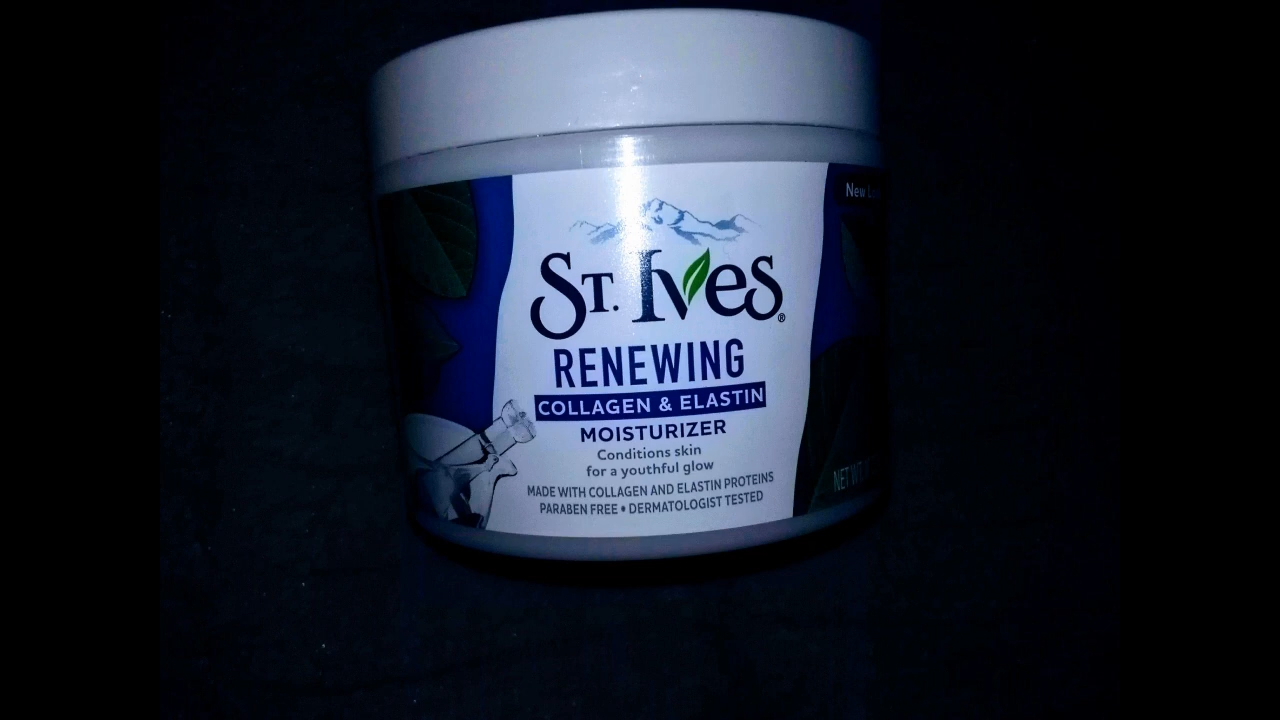 New
St. Ives®
RENEWING
COLLAGEN & ELASTIN
MOISTURIZER
Conditions skin
for a youthful glow
MADE WITH COLLAGEN AND ELASTIN PROTEINS
PARABEN FREE • DERMATOLOGIST TESTED
NET